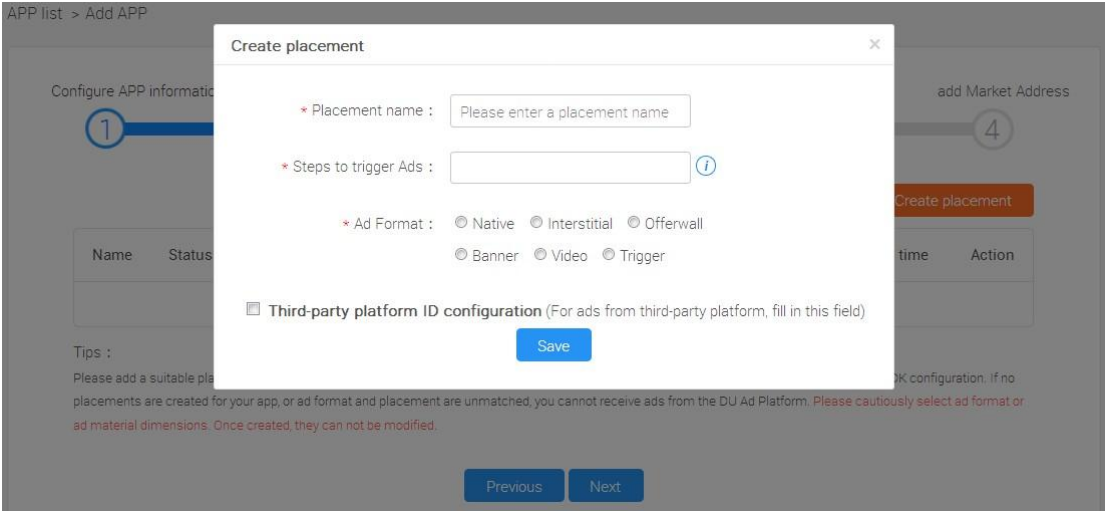 APP list > Add APP
Create placement
×
Configure APP informatio
add Market Address
1
4
* Placement name :
Please enter a placement name
* Steps to trigger Ads :
i
Create placement
* Ad Format :
Native
Interstitial
Offerwall
Name
Status
time
Action
Banner
Video
Trigger
Third-party platform ID configuration (For ads from third-party platform, fill in this field)
Save
Tips :
Please add a suitable pla
K configuration. If no
placements are created for your app, or ad format and placement are unmatched, you cannot receive ads from the DU Ad Platform. Please cautiously select ad format or
ad material dimensions. Once created, they can not be modified.
Previous
Next